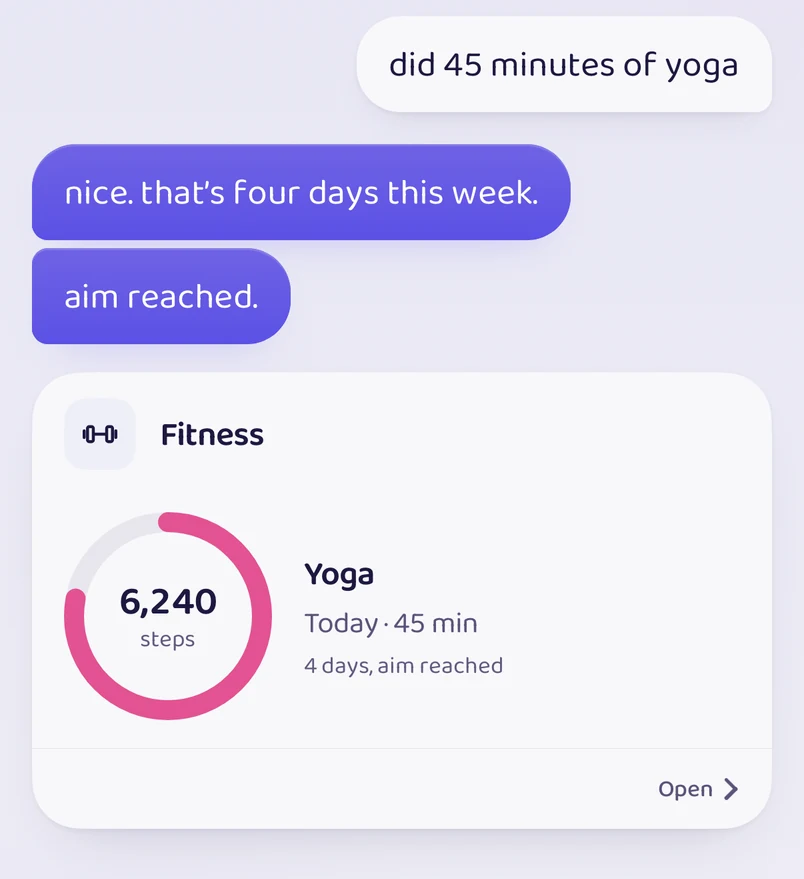 did 45 minutes of yoga
nice. that's four days this week.
aim reached.
Fitness
6,240
steps
Yoga
Today · 45 min
4 days, aim reached
Open